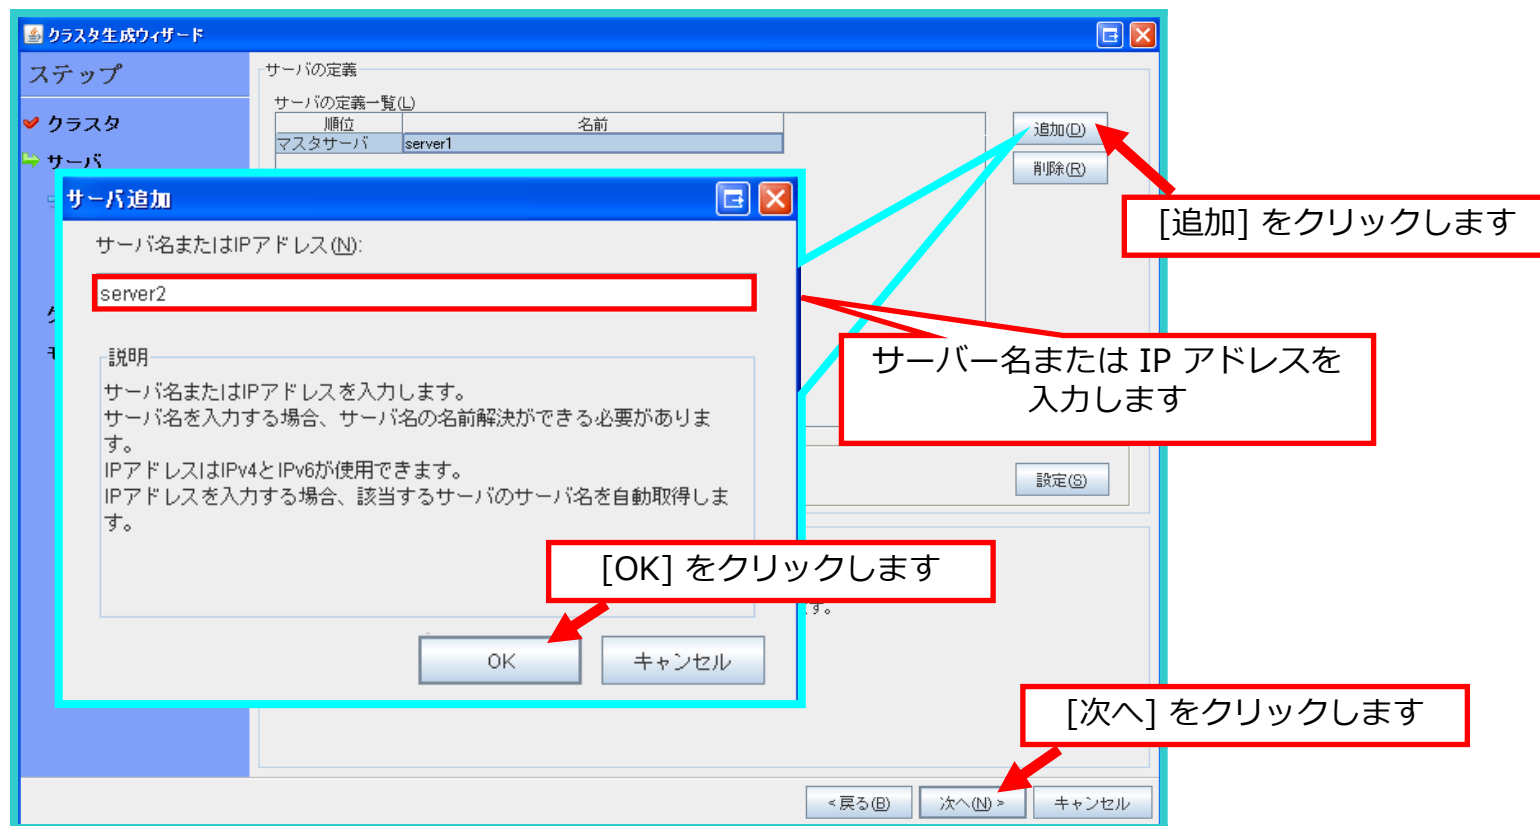 クラスタ生成ウィザード
ステップ
クラスタ
サーバ
サーバの定義
サーバの定義一覧(L)
順位 名前
マスタサーバ server1
追加(D)
削除(R)
[追加] をクリックします
サーバ追加
サーバ名またはIPアドレス(N):
server2
サーバー名または IP アドレスを
入力します
説明
サーバ名またはIPアドレスを入力します。
サーバ名を入力する場合、サーバ名の名前解決ができる必要がありま
す。
IPアドレスはIPv4とIPv6が使用できます。
IPアドレスを入力する場合、該当するサーバのサーバ名を自動取得しま
す。
設定(S)
[OK] をクリックします
す。
OK キャンセル
[次へ] をクリックします
<戻る(B) 次へ(N) > キャンセル